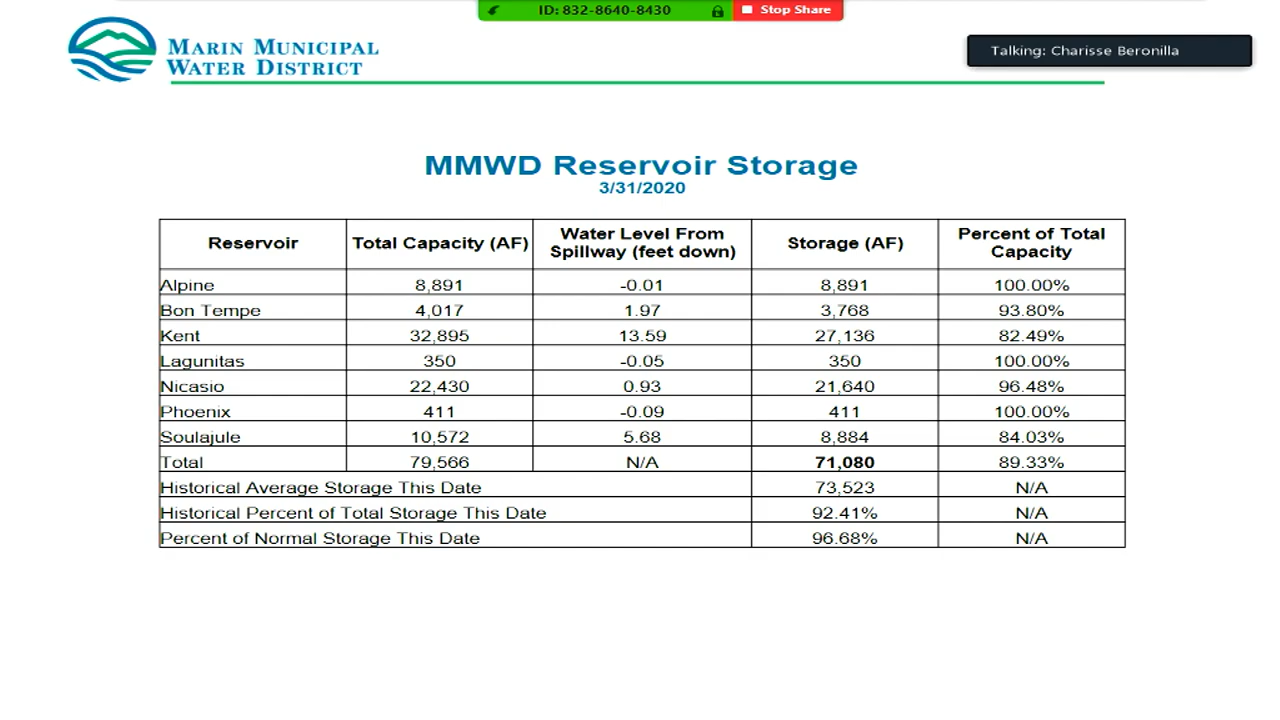 ID: 832-8640-8430 Stop Share
MARIN MUNICIPAL
WATER DISTRICT
Talking: Charisse Beronilla
MMWD Reservoir Storage
3/31/2020
Reservoir Total Capacity (AF) Water Level From Spillway (feet down) Storage (AF) Percent of Total Capacity
Alpine 8,891 -0.01 8,891 100.00%
Bon Tempe 4,017 1.97 3,768 93.80%
Kent 32,895 13.59 27,136 82.49%
Lagunitas 350 -0.05 350 100.00%
Nicasio 22,430 0.93 21,640 96.48%
Phoenix 411 -0.09 411 100.00%
Soulajule 10,572 5.68 8,884 84.03%
Total 79,566 N/A 71,080 89.33%
Historical Average Storage This Date 73,523 N/A
Historical Percent of Total Storage This Date 92.41% N/A
Percent of Normal Storage This Date 96.68% N/A